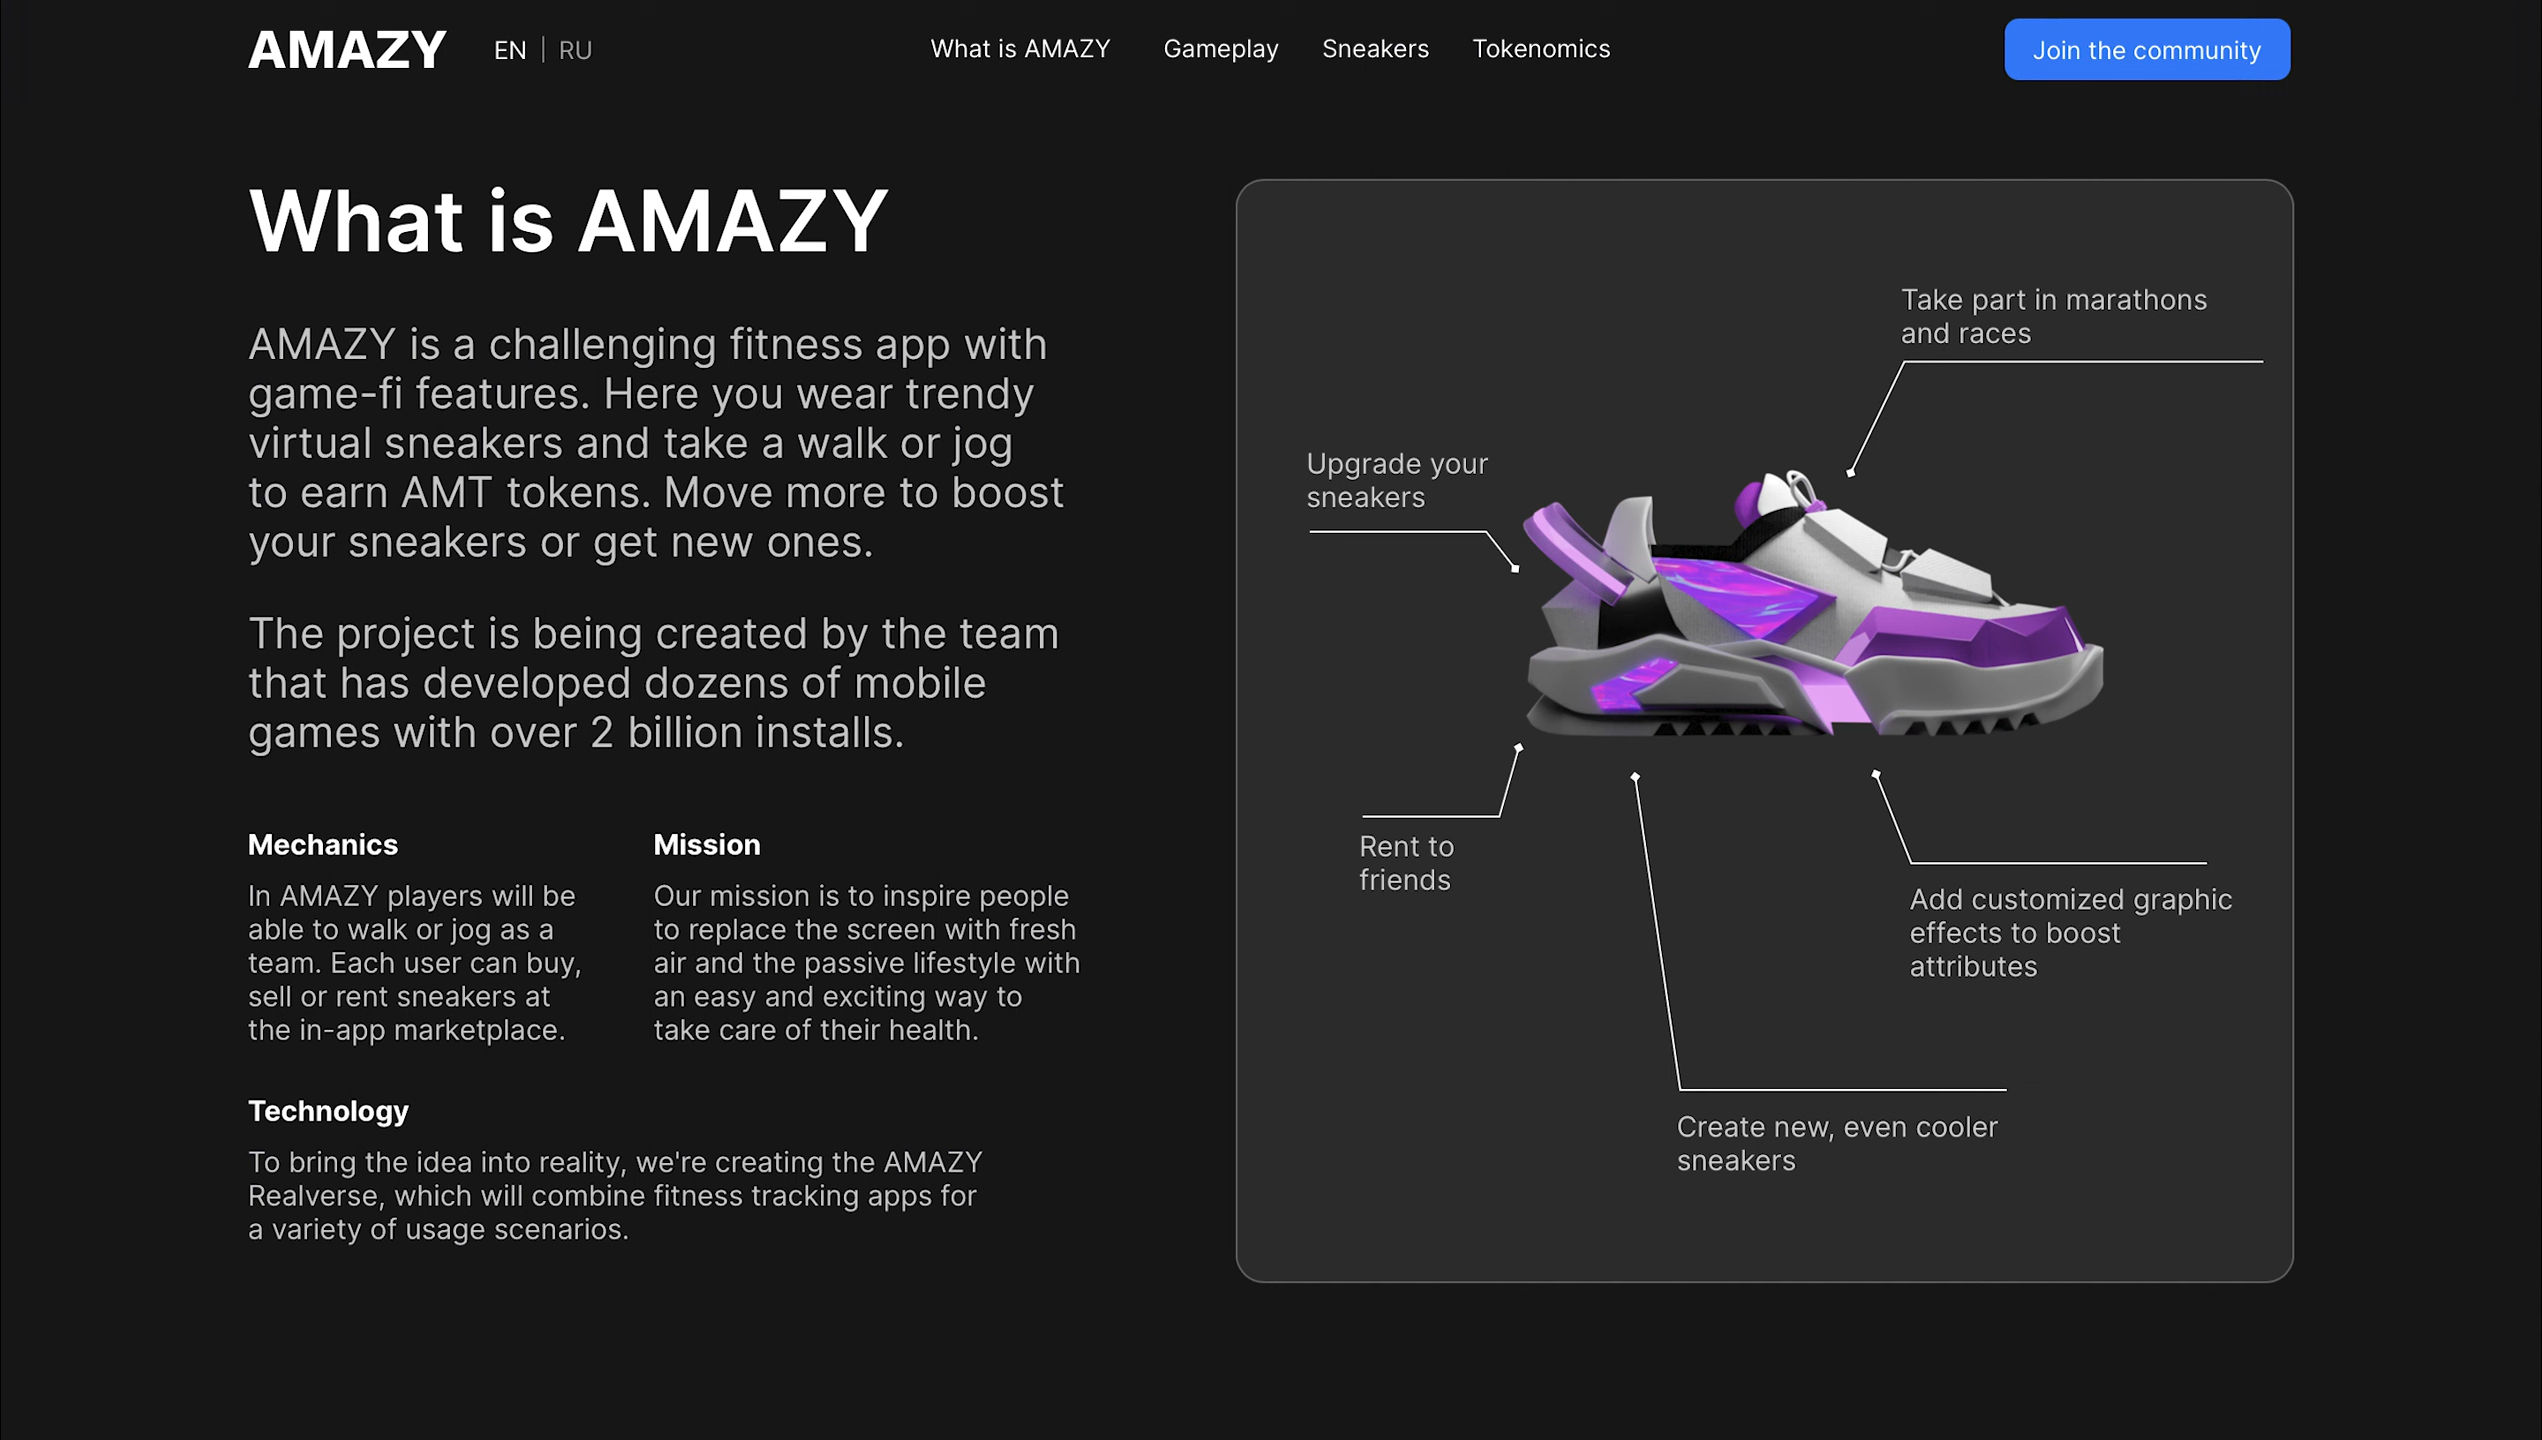 AMAZY
EN | RU
What is AMAZY
Gameplay
Sneakers
Tokenomics
Join the community
What is AMAZY
AMAZY is a challenging fitness app with
game-fi features. Here you wear trendy
virtual sneakers and take a walk or jog
to earn AMT tokens. Move more to boost
your sneakers or get new ones.
The project is being created by the team
that has developed dozens of mobile
games with over 2 billion installs.
Mechanics
In AMAZY players will be
able to walk or jog as a
team. Each user can buy,
sell or rent sneakers at
the in-app marketplace.
Mission
Our mission is to inspire people
to replace the screen with fresh
air and the passive lifestyle with
an easy and exciting way to
take care of their health.
Technology
To bring the idea into reality, we're creating the AMAZY
Realverse, which will combine fitness tracking apps for
a variety of usage scenarios.
Take part in marathons
and races
Upgrade your
sneakers
Rent to
friends
Add customized graphic
effects to boost
attributes
Create new, even cooler
sneakers